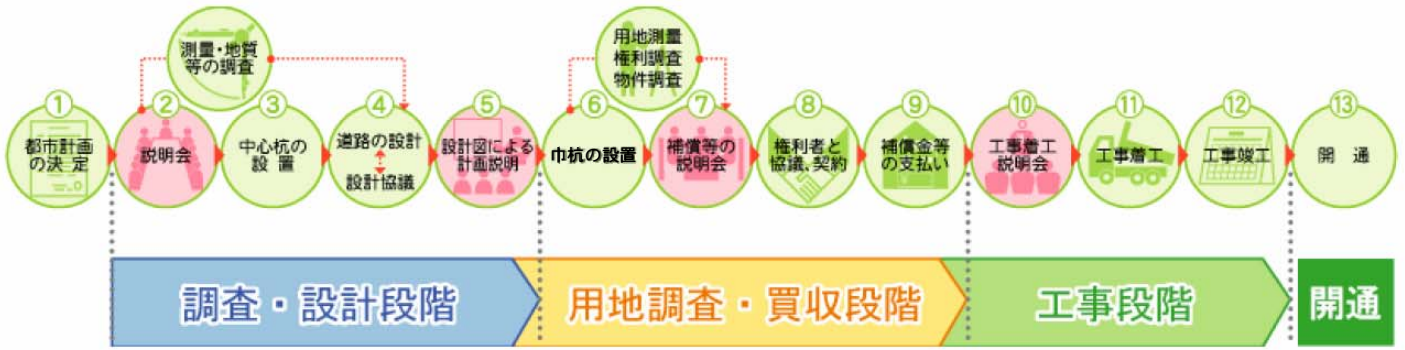 測量・地質
等の調査
用地測量
権利調査
物件調査
①
都市計画
の決定
②
説明会
③
中心杭の
設置
④
道路の設計
設計協議
⑤
設計図による
計画説明
⑥
巾杭の設置
⑦
補償等の
説明会
⑧
権利者と
協議、契約
⑨
補償金等
の支払い
⑩
工事着工
説明会
⑪
工事着工
⑫
工事竣工
⑬
開通
調査・設計段階
用地調査・買収段階
工事段階
開通